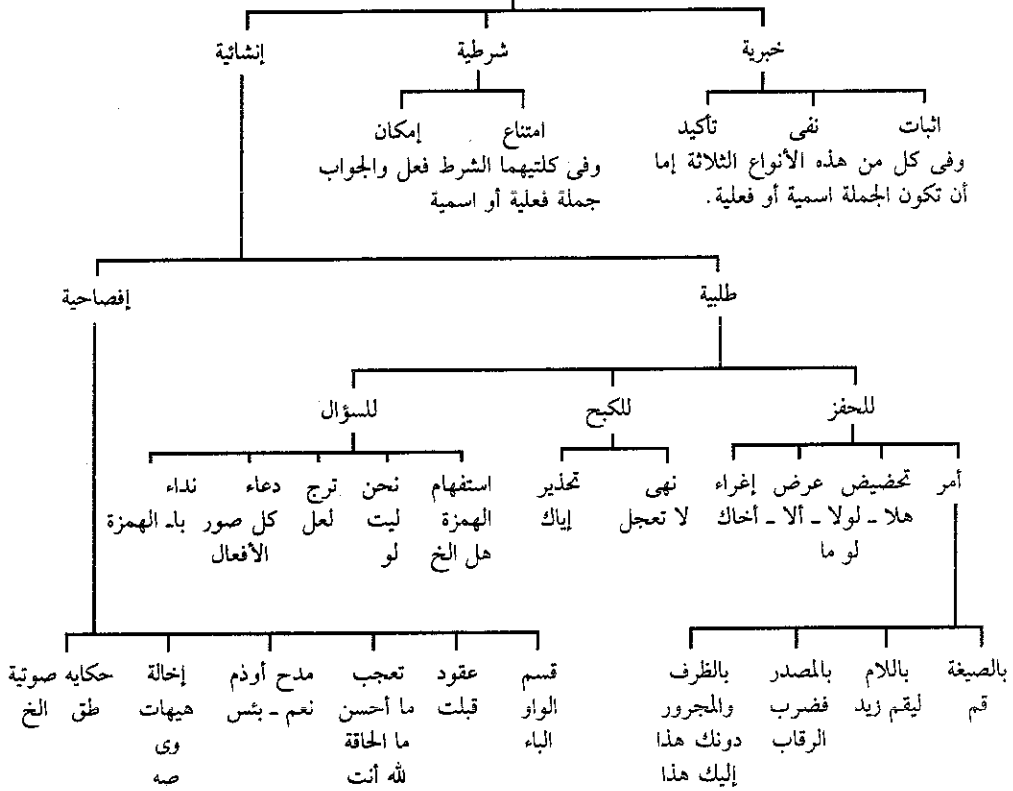 خبرية شرطية إنشائية
اثبات نفى تأكيد
وفى كل من هذه الأنواع الثلاثة إما
أن تكون الجملة اسمية أو فعلية.
امتناع إمكان
وفى كلتيهما الشرط فعل والجواب
جملة فعلية أو اسمية
طلبية إفصاحية
للحفز للكبح للسؤال
أمر تحضيض عرض إغراء
هلا ـ لولا ـ ألا ـ أخاك
لو ما
نهى تحذير
لا تعجل إياك
استفهام نحن ترج دعاء نداء
الهمزة ليت لعل كل صور باـ الهمزة
هل الخ لو الأفعال
بالصيغة باللام بالمصدر بالظرف
قم ليقم زيد فضرب والمجرور
الرقاب دونك هذا
إليك هذا
قسم عقود تعجب مدح أوذم إخالة حكايه صوتية
الواو قبلت ما أحسن نعم ـ بئس هيهات طق الخ
الباء ما الحاقة وى
لله أنت صه